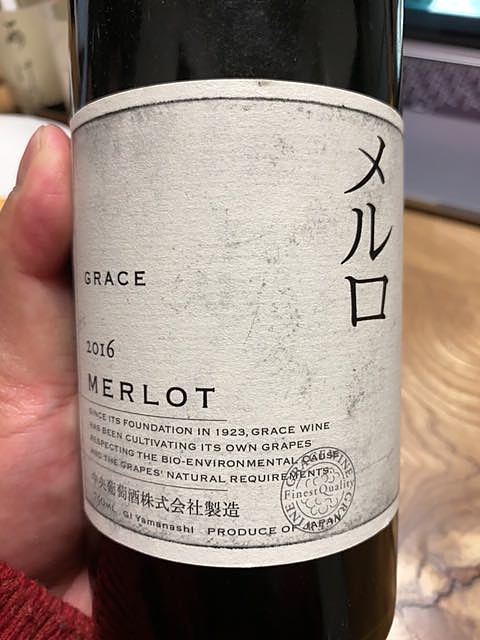 メルロ
GRACE
2016
MERLOT
SINCE ITS FOUNDATION IN 1923, GRACE WINE
HAS BEEN CULTIVATING ITS OWN GRAPES
RESPECTING THE BIO-ENVIRONMENTAL CAUSE,
AND THE GRAPES' NATURAL REQUIREMENTS.
中央葡萄酒株式会社製造
750ML GI Yamanashi PRODUCE OF JAPAN
Finest Quality